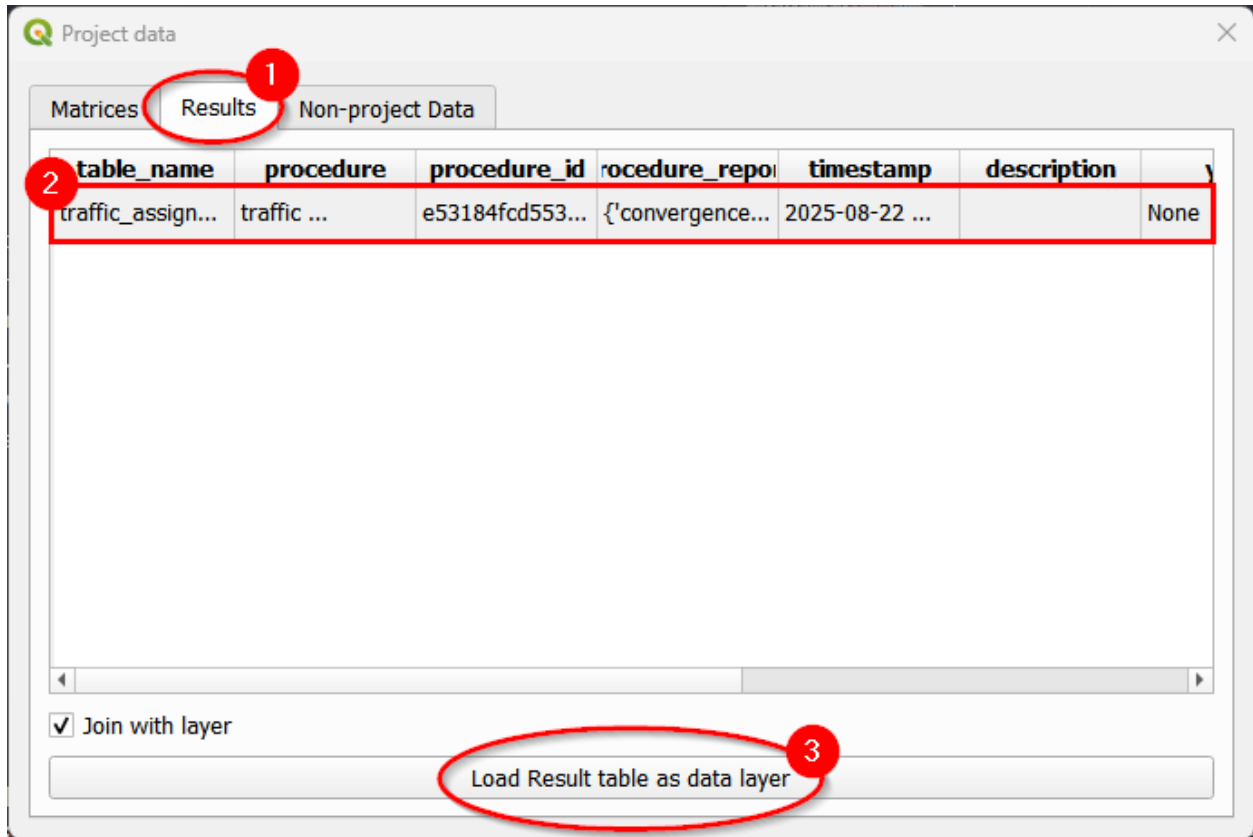 Project data
1
Matrices Results Non-project Data
2
table_name procedure procedure_id rocedure_repor timestamp description y
traffic_assign... traffic ... e53184fcd553... {'convergence... 2025-08-22 ... None
Join with layer
3
Load Result table as data layer